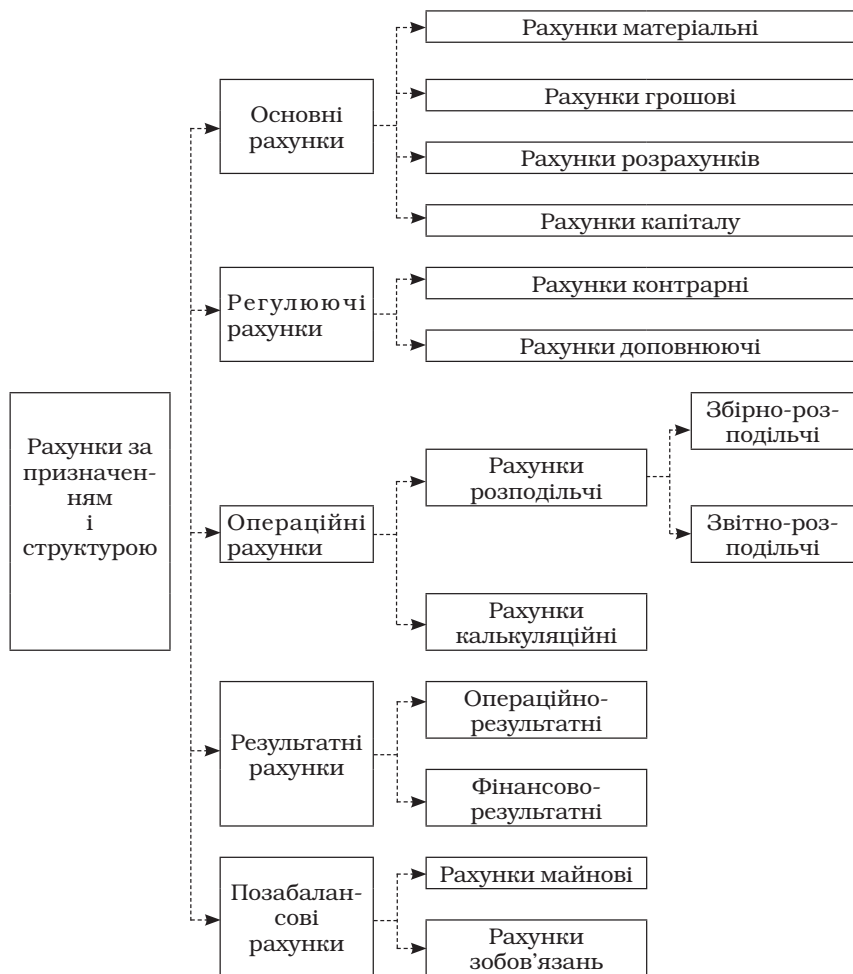 Рахунки за
призначен-
ням
і
структурою
Основні
рахунки
Рахунки матеріальні
Рахунки грошові
Рахунки розрахунків
Рахунки капіталу
Регулюючі
рахунки
Рахунки контрарні
Рахунки доповнюючі
Операційні
рахунки
Рахунки
розподільчі
Збірно-роз-
подільчі
Звітно-роз-
подільчі
Рахунки
калькуляційні
Результатні
рахунки
Операційно-
результатні
Фінансово-
результатні
Позабалан-
сові
рахунки
Рахунки майнові
Рахунки
зобов'язань